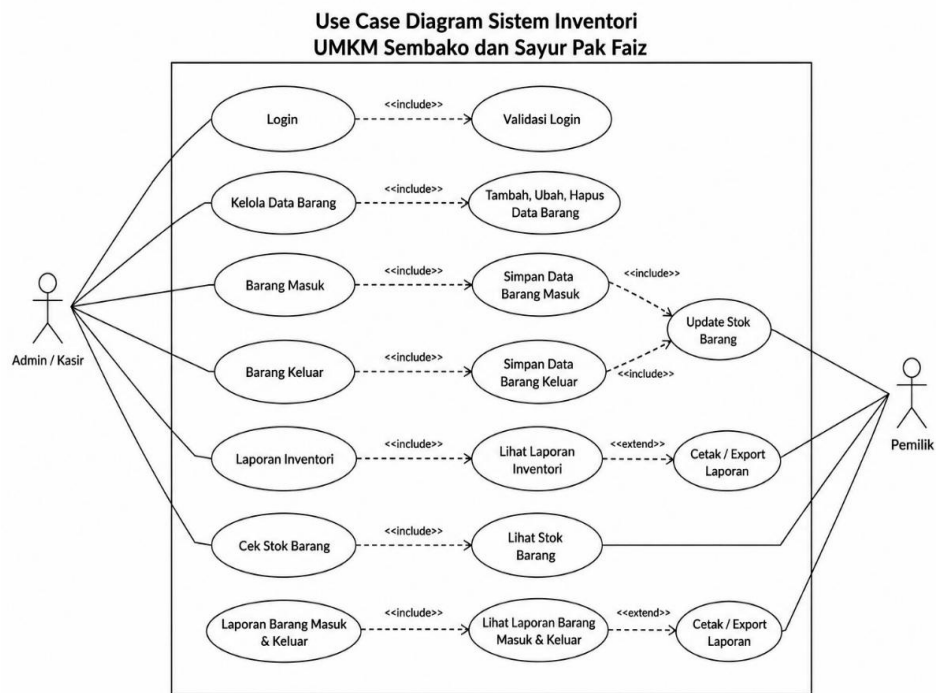 Use Case Diagram Sistem Inventori
UMKM Sembako dan Sayur Pak Faiz
Login
<<include>>
Validasi Login
Kelola Data Barang
<<include>>
Tambah, Ubah, Hapus
Data Barang
Barang Masuk
<<include>>
Simpan Data
Barang Masuk
<<include>>
Update Stok
Barang
Admin / Kasir
Barang Keluar
<<include>>
Simpan Data
Barang Keluar
<<include>>
Pemilik
Laporan Inventori
<<include>>
Lihat Laporan
Inventori
<<extend>>
Cetak / Export
Laporan
Cek Stok Barang
<<include>>
Lihat Stok
Barang
Laporan Barang Masuk
& Keluar
<<include>>
Lihat Laporan Barang
Masuk & Keluar
<<extend>>
Cetak / Export
Laporan